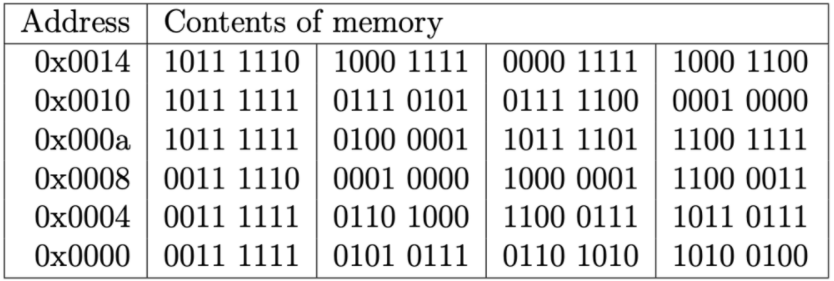 Address Contents of memory
0x0014 1011 1110 1000 1111 0000 1111 1000 1100
0x0010 1011 1111 0111 0101 0111 1100 0001 0000
0x000a 1011 1111 0100 0001 1011 1101 1100 1111
0x0008 0011 1110 0001 0000 1000 0001 1100 0011
0x0004 0011 1111 0110 1000 1100 0111 1011 0111
0x0000 0011 1111 0101 0111 0110 1010 1010 0100